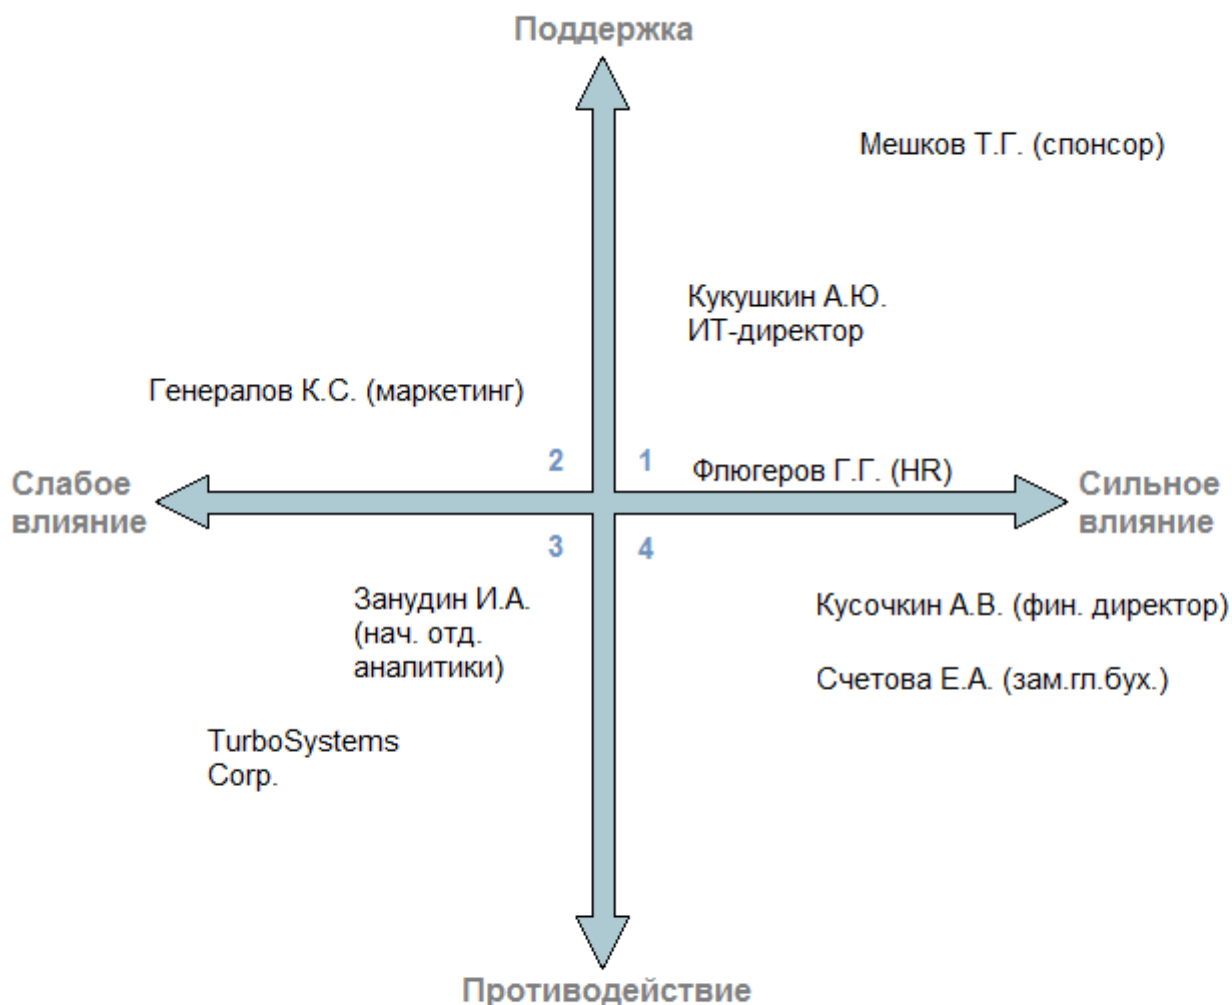 Поддержка
Мешков Т.Г. (спонсор)
Кукушкин А.Ю.
ИТ-директор
Генералов К.С. (маркетинг)
2
1
Флюгеров Г.Г. (HR)
Слабое
влияние
Сильное
влияние
3
4
Занудин И.А.
(нач. отд.
аналитики)
Кусочкин А.В. (фин. директор)
Счетова Е.А. (зам.гл.бух.)
TurboSystems
Corp.
Противодействие